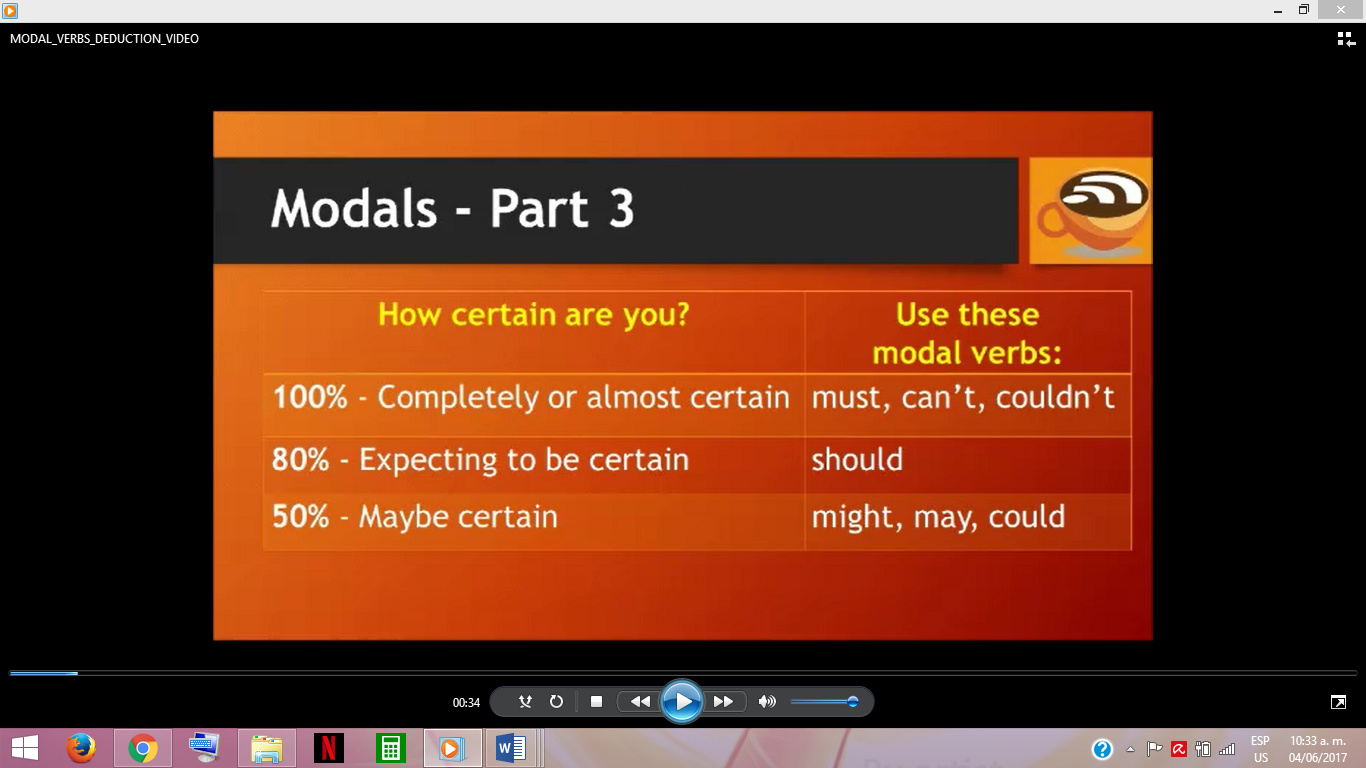 MODAL_VERBS_DEDUCTION_VIDEO
Modals - Part 3
How certain are you?
Use these
modal verbs:
100% - Completely or almost certain
must, can't, couldn't
80% - Expecting to be certain
should
50% - Maybe certain
might, may, could
00:34
ESP
US
10:33 a. m.
04/06/2017